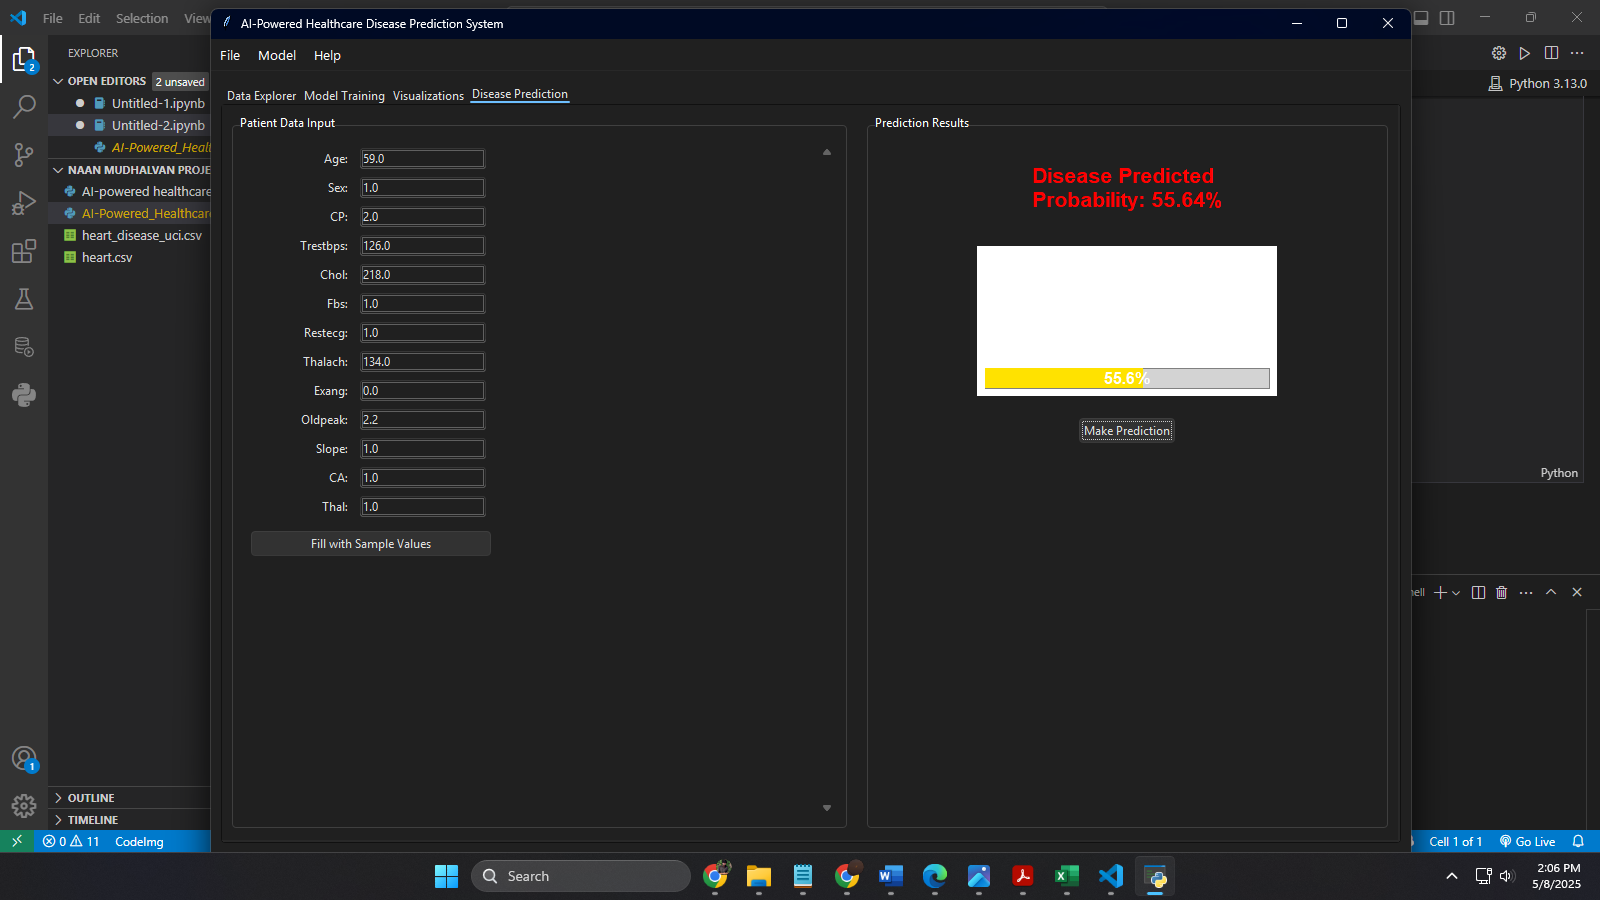 File Edit Selection View
AI-Powered Healthcare Disease Prediction System
File Model Help
EXPLORER
OPEN EDITORS 2 unsaved
Untitled-1.ipynb
Untitled-2.ipynb
AI-Powered_Healt
NAAN MUDHALVAN PROJE
AI-powered healthcare
AI-Powered_Healthcar
heart_disease_uci.csv
heart.csv
OUTLINE
TIMELINE
2
1
Data Explorer Model Training Visualizations Disease Prediction
Patient Data Input
Age: 59.0
Sex: 1.0
CP: 2.0
Trestbps: 126.0
Chol: 218.0
Fbs: 1.0
Restecg: 1.0
Thalach: 134.0
Exang: 0.0
Oldpeak: 2.2
Slope: 1.0
CA: 1.0
Thal: 1.0
Fill with Sample Values
Prediction Results
Disease Predicted
Probability: 55.64%
55.6%
Make Prediction
Python 3.13.0
Python
ell
0 11 CodeImg
Cell 1 of 1 Go Live
Search
2:06 PM
5/8/2025